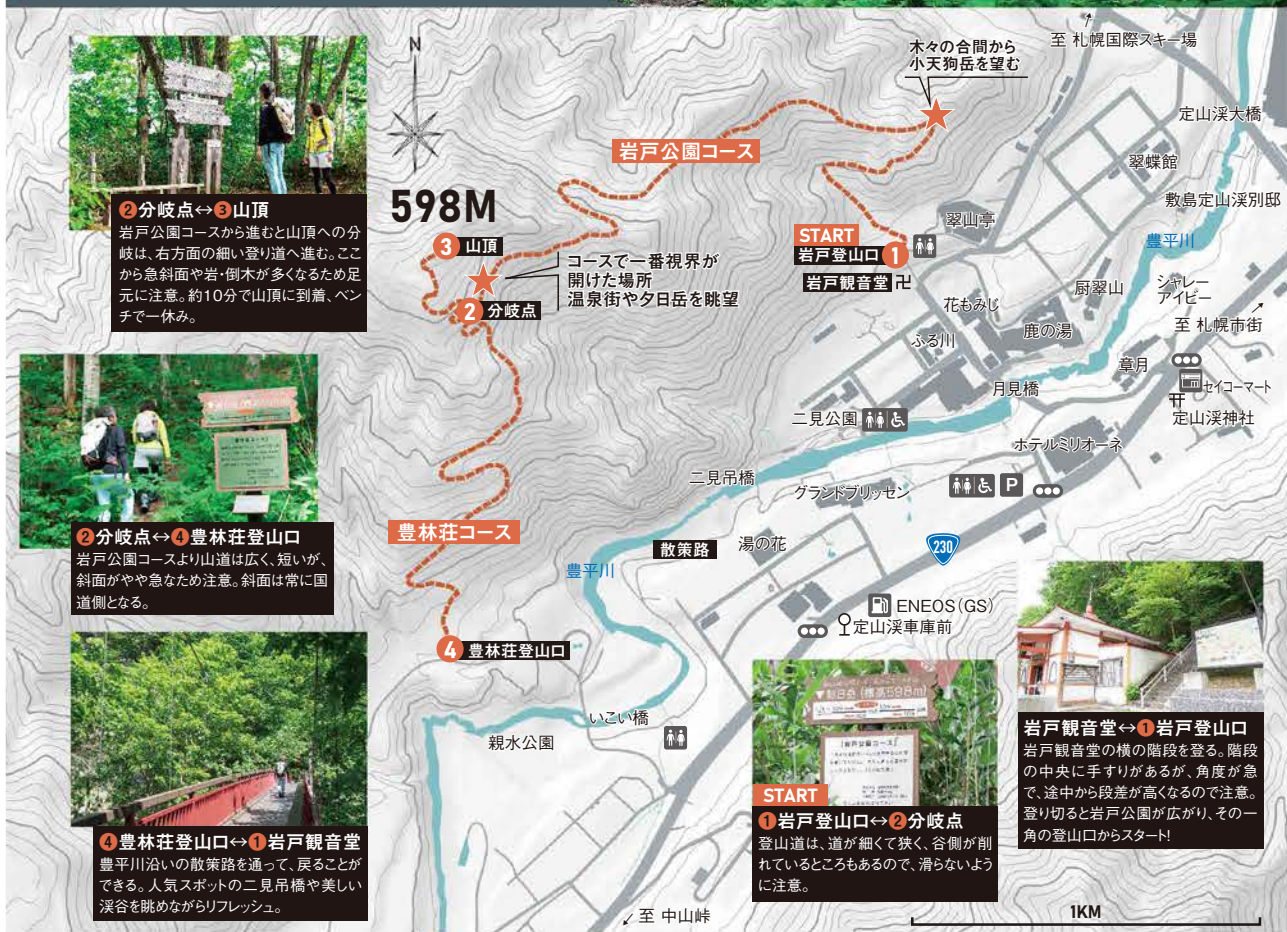 N
木々の合間から
小天狗岳を望む
至 札幌国際スキー場
定山渓大橋
岩戸公園コース
翠蝶館
敷島定山渓別邸
598M
3 山頂
翠山亭
豊平川
START
岩戸登山口 1
岩戸観音堂 卍
コースで一番視界が
開けた場所
温泉街や夕日岳を眺望
2 分岐点
厨翠山
シャレー
アイビー
至 札幌市街
花もみじ
ふる川
鹿の湯
章月
セイコーマート
月見橋
定山渓神社
二見公園
ホテルミリオーネ
二見吊橋
グランドブリッセン
P
豊林荘コース
散策路
湯の花
230
豊平川
ENEOS(GS)
定山渓車庫前
4 豊林荘登山口
いこい橋
親水公園
至 中山峠
1KM
❷分岐点↔❸山頂
岩戸公園コースから進むと山頂への分
岐は、右方面の細い登り道へ進む。ここ
から急斜面や岩・倒木が多くなるため足
元に注意。約10分で山頂に到着、ベン
チで一休み。
❷分岐点↔❹豊林荘登山口
岩戸公園コースより山道は広く、短いが、
斜面がやや急なため注意。斜面は常に国
道側となる。
❹豊林荘登山口↔❶岩戸観音堂
豊平川沿いの散策路を通って、戻ることが
できる。人気スポットの二見吊橋や美しい
渓谷を眺めながらリフレッシュ。
▼朝日岳(標高598m)
【岩戸公園コース】
START
❶岩戸登山口↔❷分岐点
登山道は、道が細くて狭く、谷側が削
れているところもあるので、滑らないよう
に注意。
岩戸観音堂↔❶岩戸登山口
岩戸観音堂の横の階段を登る。階段
の中央に手すりがあるが、角度が急
で、途中から段差が高くなるので注意。
登り切ると岩戸公園が広がり、その一
角の登山口からスタート!